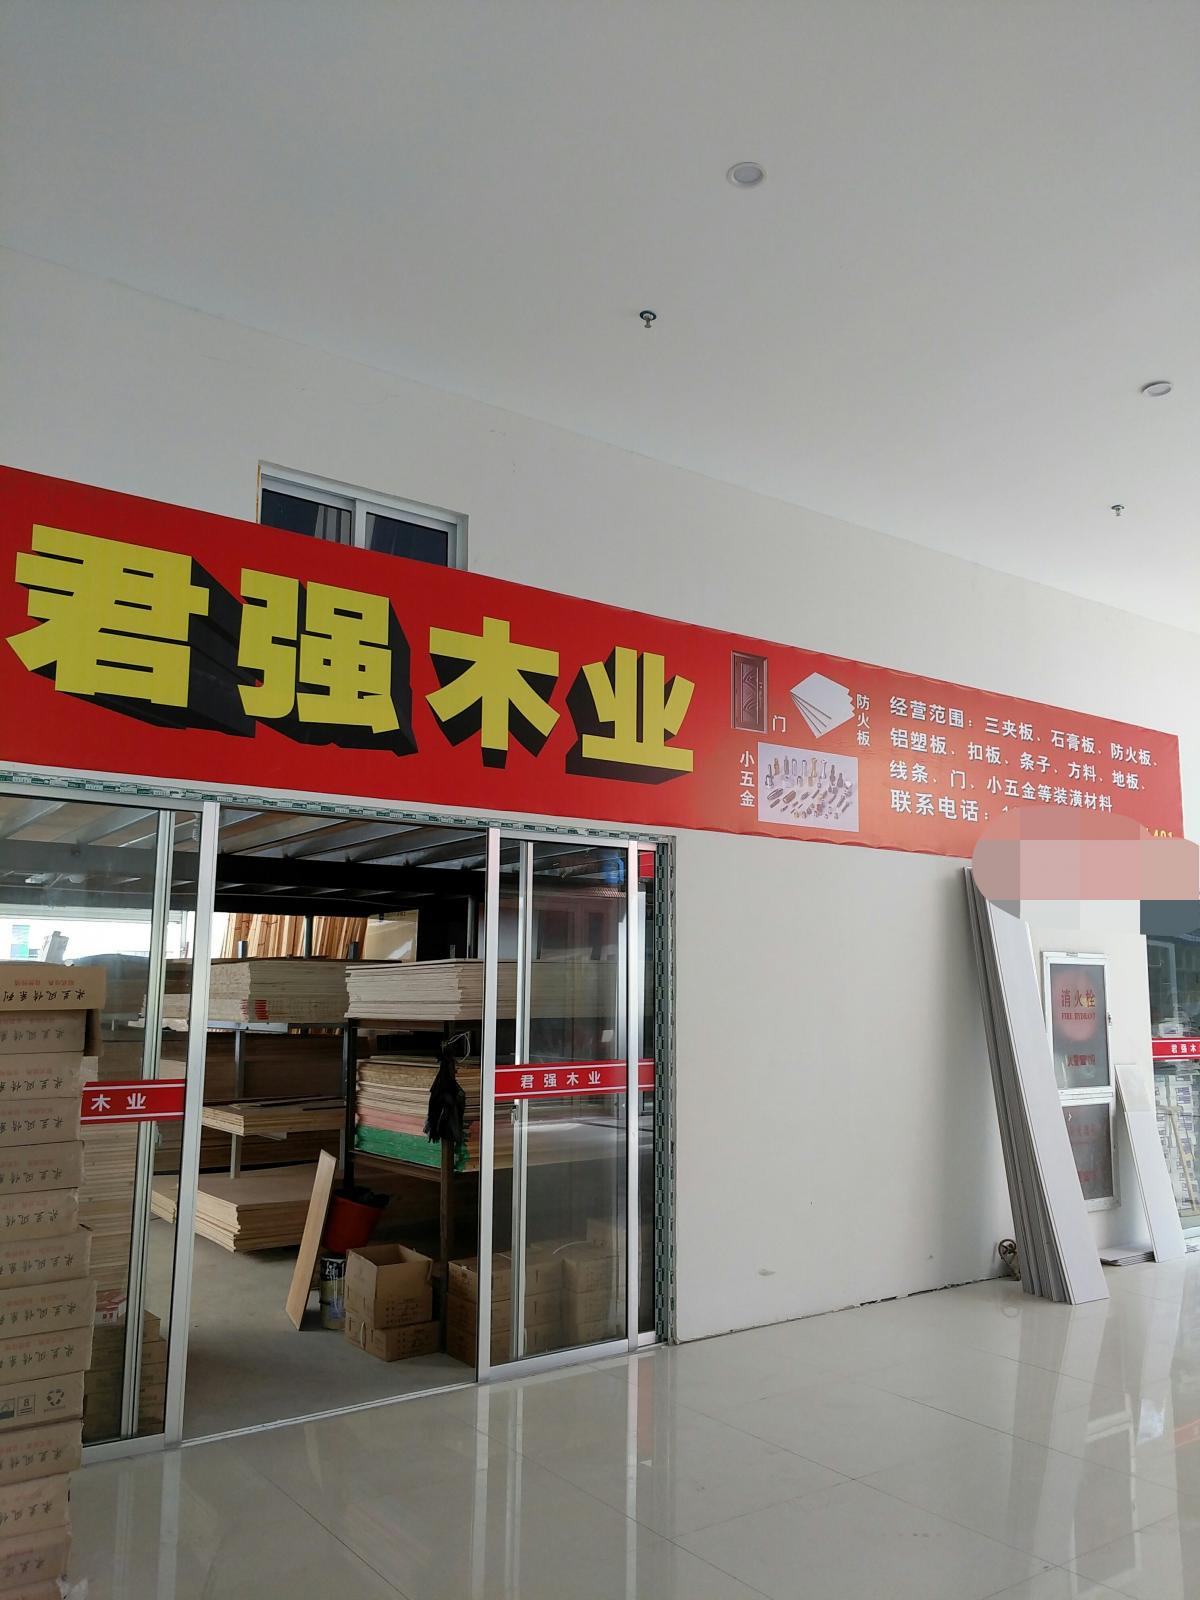 君强木业
门
防火板
小五金
经营范围：三夹板、石膏板、防火板、
铝塑板、扣板、条子、方料、地板、
线条、门、小五金等装潢材料
联系电话：
木业
君强木业
消火栓
FIRE HYDRANT
君强木